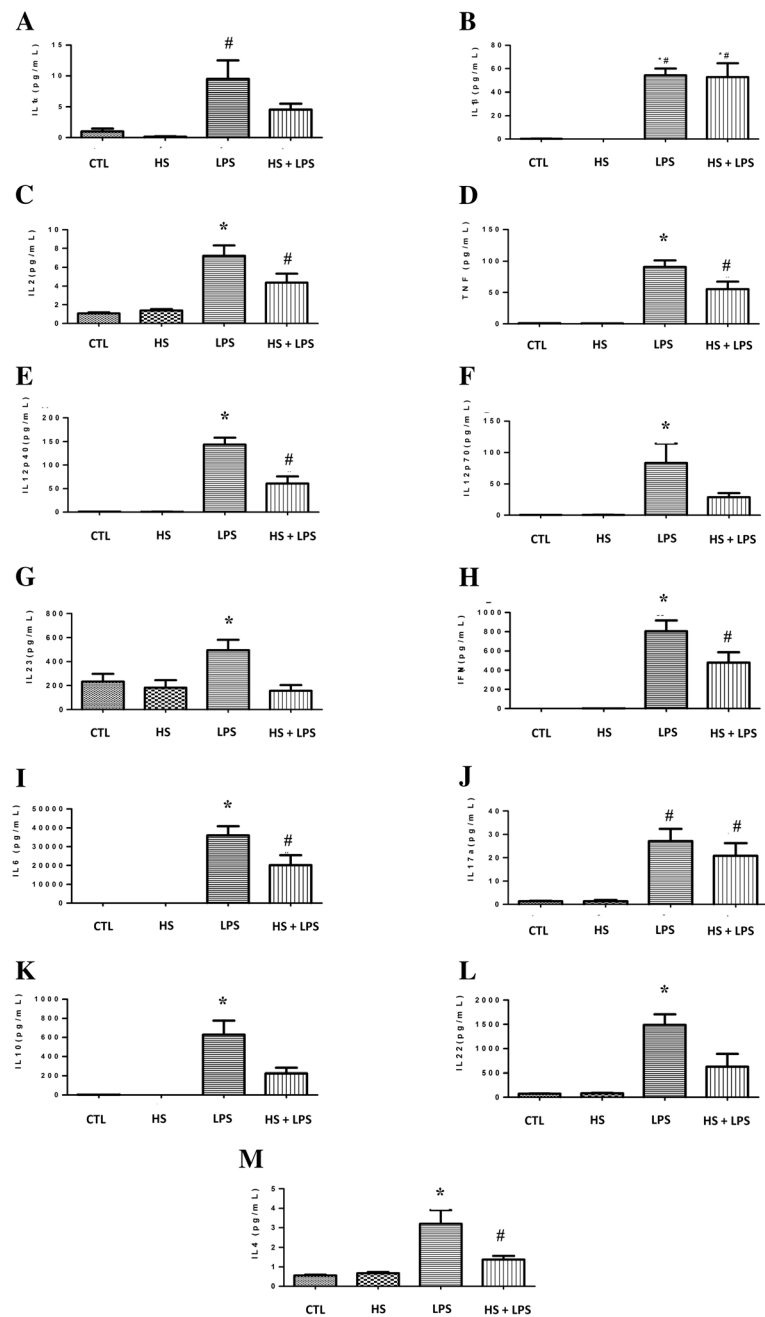 A
IL1α (pg/mL)
15
10
5
0
#
CTL HS LPS HS + LPS
B
IL1β (pg/mL)
80
60
40
20
0
*# *#
CTL HS LPS HS + LPS
C
IL2(pg/mL)
10
8
6
4
2
0
* #
CTL HS LPS HS + LPS
D
TNF (pg/mL)
150
100
50
0
* #
CTL HS LPS HS + LPS
E
IL12p40(pg/mL)
200
150
100
50
0
* #
CTL HS LPS HS + LPS
F
IL12p70(pg/mL)
150
100
50
0
*
CTL HS LPS HS + LPS
G
IL23(pg/mL)
800
600
400
200
0
*
CTL HS LPS HS + LPS
H
(pg/mL)
1000
800
600
400
200
0
* #
CTL HS LPS HS + LPS
I
IL6 (pg/mL)
50000
40000
30000
20000
10000
0
* #
CTL HS LPS HS + LPS
J
IL17a(pg/mL)
40
30
20
10
0
# #
CTL HS LPS HS + LPS
K
IL10(pg/mL)
1000
800
600
400
200
0
*
CTL HS LPS HS + LPS
L
IL22(pg/mL)
2000
1500
1000
500
0
*
CTL HS LPS HS + LPS
M
IL4 (pg/mL)
5
4
3
2
1
0
* #
CTL HS LPS HS + LPS